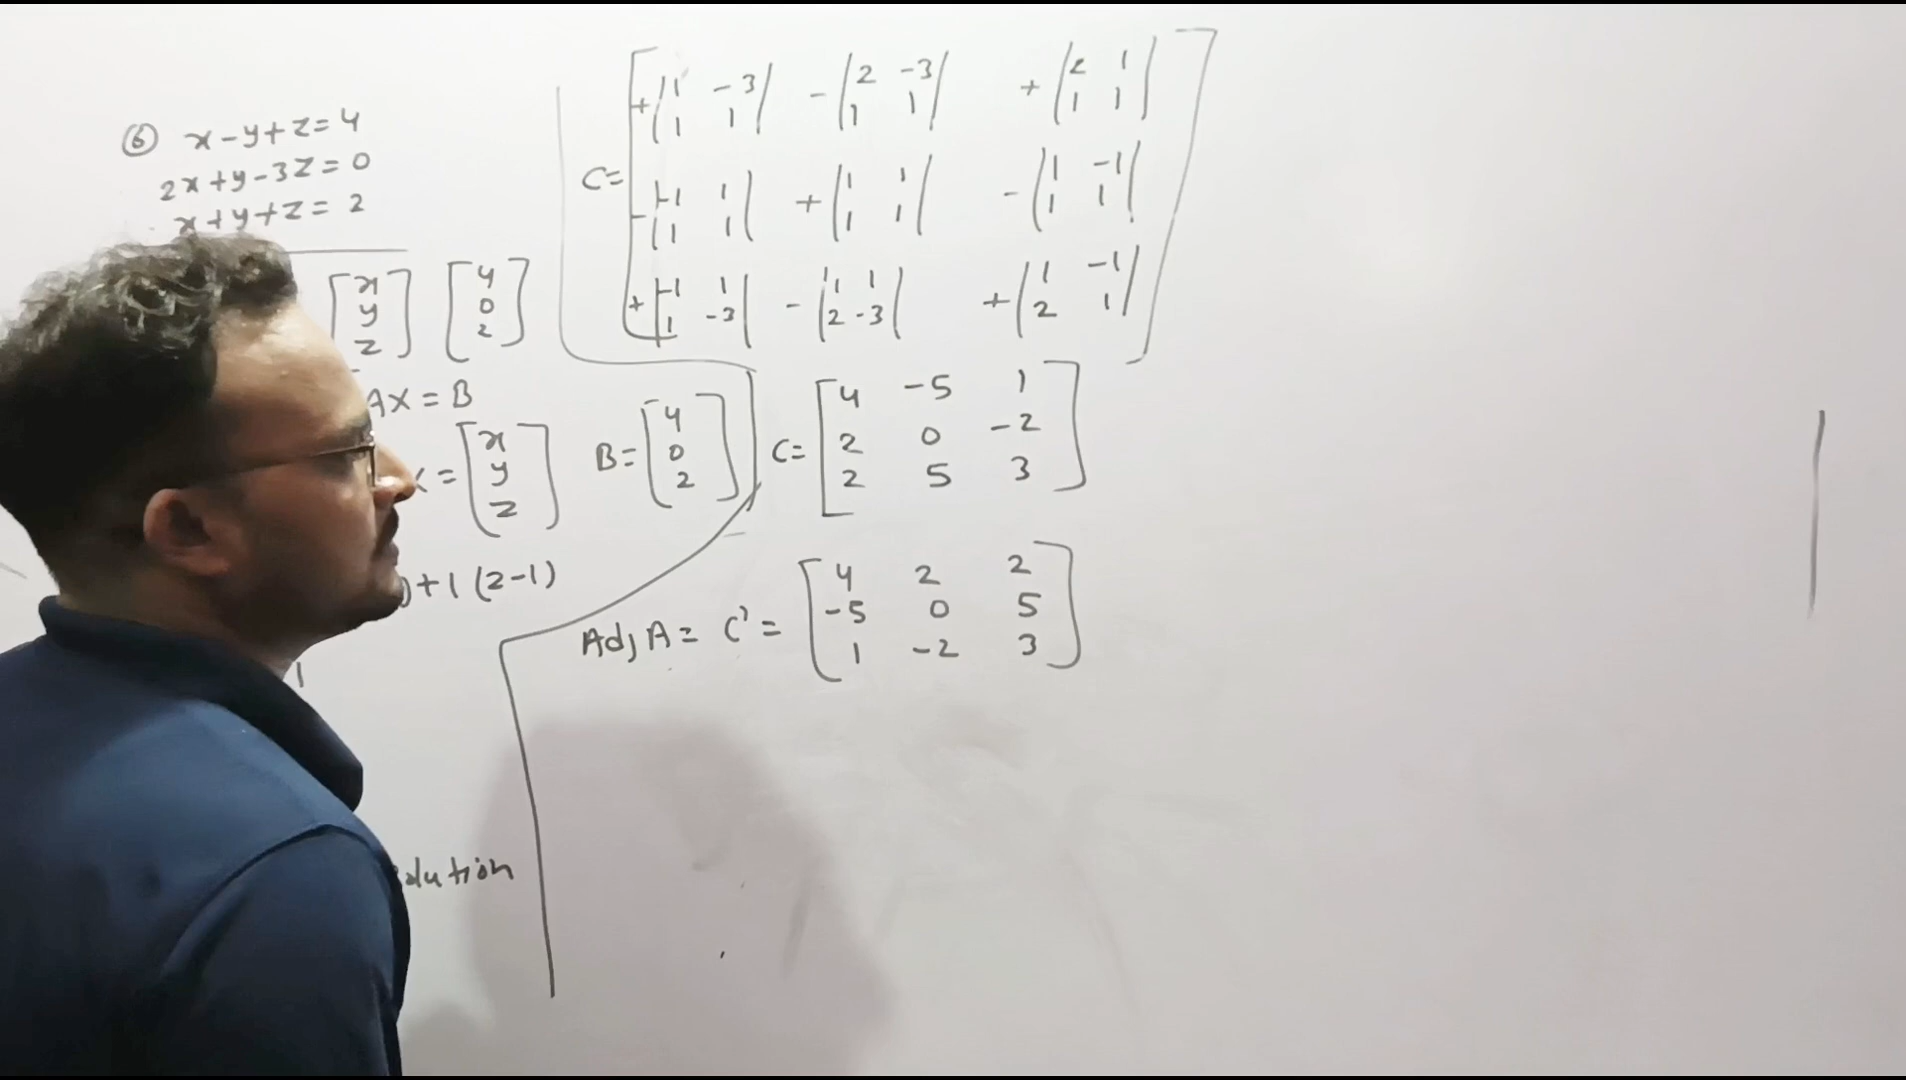 ⑥ x-y+z=4
2x+y-3z=0
x+y+z=2
[x y z] [4 0 2]
AX=B
X=[x y z] B=[4 0 2]
)+1(2-1)
1
olution
C=[+|1 -3| -|2 -3| +|2 1|
|1 1| |1 1| |1 1|
-|-1 1| +|1 1| -|1 -1|
|1 1| |1 1| |1 1|
+|-1 1| -|1 1| +|1 -1|
|1 -3| |2 -3| |2 1|]
C=[4 -5 1
2 0 -2
2 5 3]
Adj A = C' = [4 2 2
-5 0 5
1 -2 3]